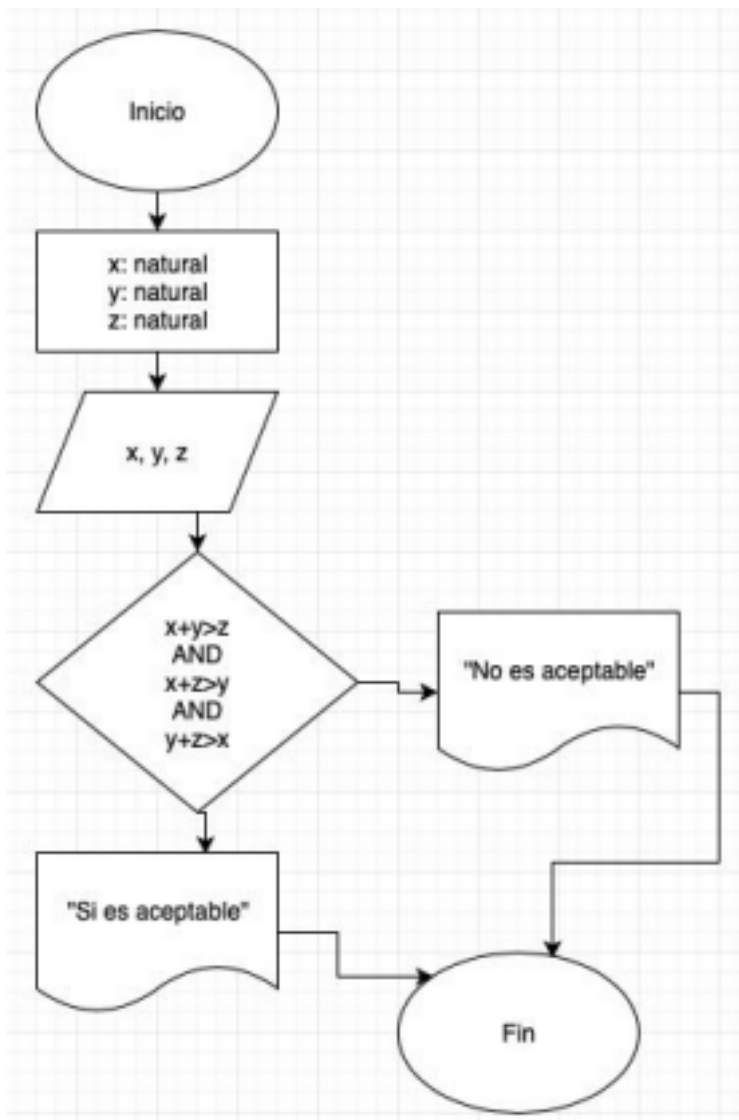 Inicio
x: natural
y: natural
z: natural
x, y, z
x+y>z
AND
x+z>y
AND
y+z>x
"No es aceptable"
"Si es aceptable"
Fin